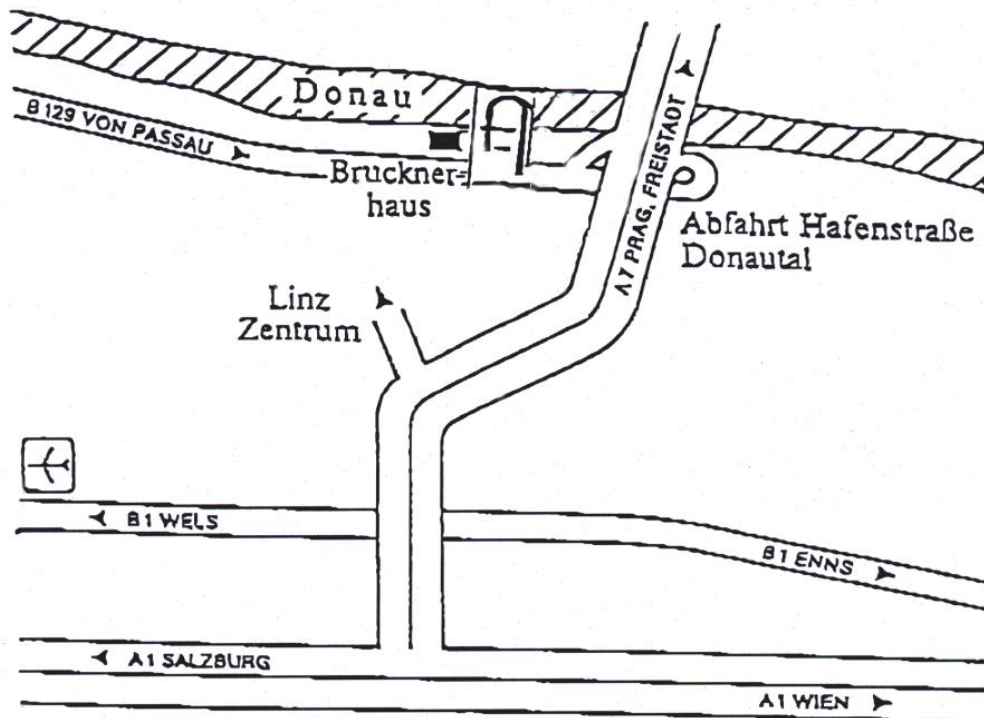 Donau
B 129 VON PASSAU
Bruckner=
haus
A7 PRAG, FREISTADT
Abfahrt Hafenstraße
Donautal
Linz
Zentrum
B1 WELS
B1 ENNS
A1 SALZBURG
A1 WIEN